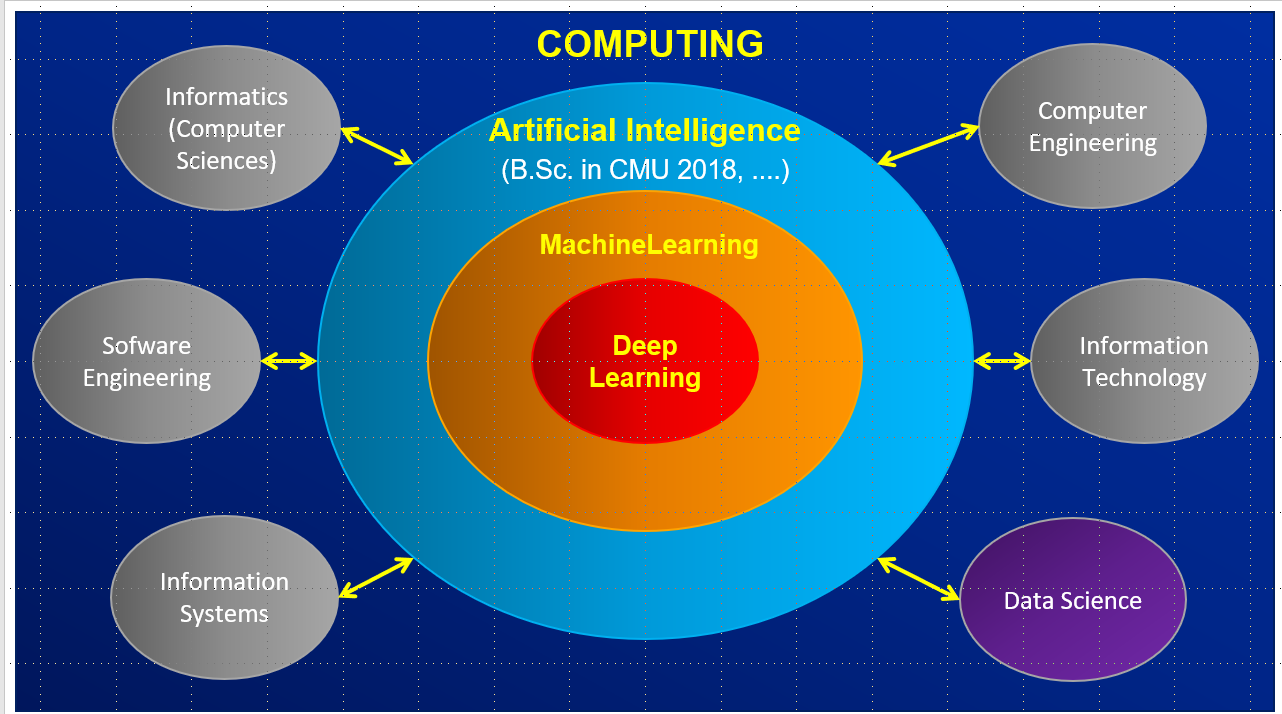 COMPUTING
Informatics
(Computer
Sciences)
Computer
Engineering
Artificial Intelligence
(B.Sc. in CMU 2018, ....)
MachineLearning
Deep
Learning
Sofware
Engineering
Information
Technology
Information
Systems
Data Science